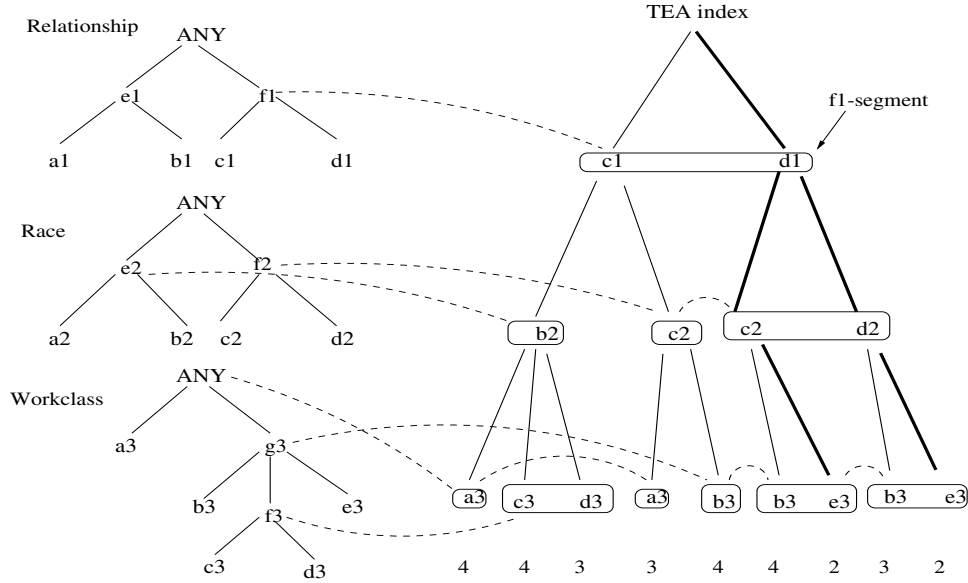 TEA index
Relationship
ANY
e1 f1
f1-segment
a1 b1 c1 d1
c1 d1
ANY
Race
e2 f2
a2 b2 c2 d2
b2 c2 c2 d2
ANY
Workclass
a3
g3
b3 e3
f3
c3 d3
a3 c3 d3 a3 b3 b3 e3 b3 e3
4 4 3 3 4 4 2 3 2